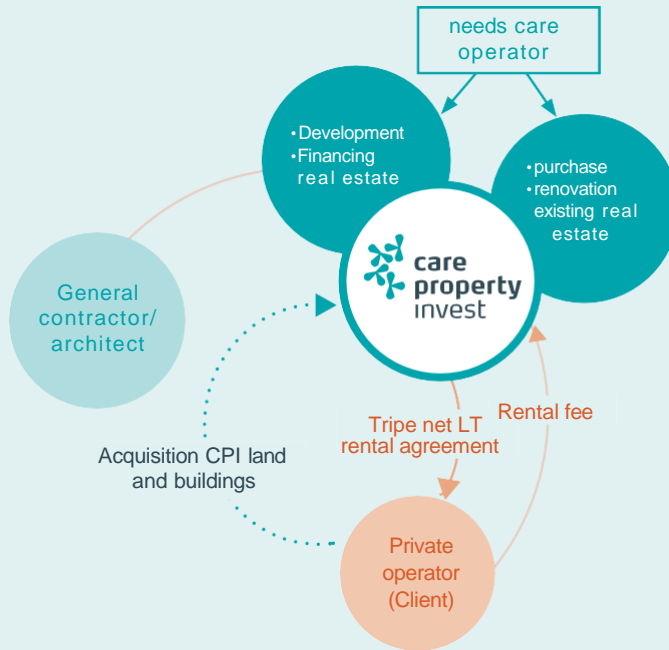 needs care
operator
•Development
•Financing
real estate
•purchase
•renovation
existing real
estate
care
property
invest
General
contractor/
architect
Rental fee
Tripe net LT
rental agreement
Acquisition CPI land
and buildings
Private
operator
(Client)